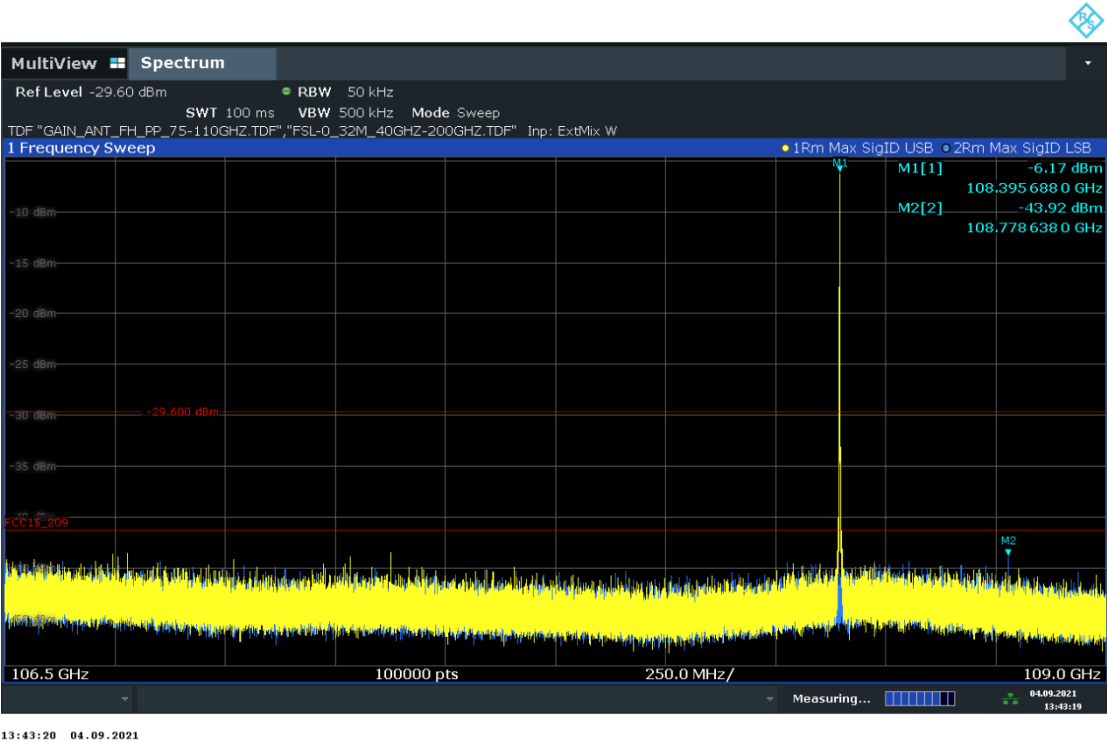 R S
MultiView Spectrum
Ref Level -29.60 dBm RBW 50 kHz
SWT 100 ms VBW 500 kHz Mode Sweep
TDF "GAIN_ANT_FH_PP_75-110GHZ.TDF","FSL-0_32M_40GHZ-200GHZ.TDF" Inp: ExtMix W
1 Frequency Sweep 1Rm Max SigID USB 2Rm Max SigID LSB
M1
M1[1] -6.17 dBm
108.395 688 0 GHz
-10 dBm
M2[2] -43.92 dBm
108.778 638 0 GHz
-15 dBm
-20 dBm
-25 dBm
-29.600 dBm
-30 dBm
-35 dBm
FCC15_209
M2
106.5 GHz 100000 pts 250.0 MHz/ 109.0 GHz
Measuring... 04.09.2021
13:43:19
13:43:20 04.09.2021